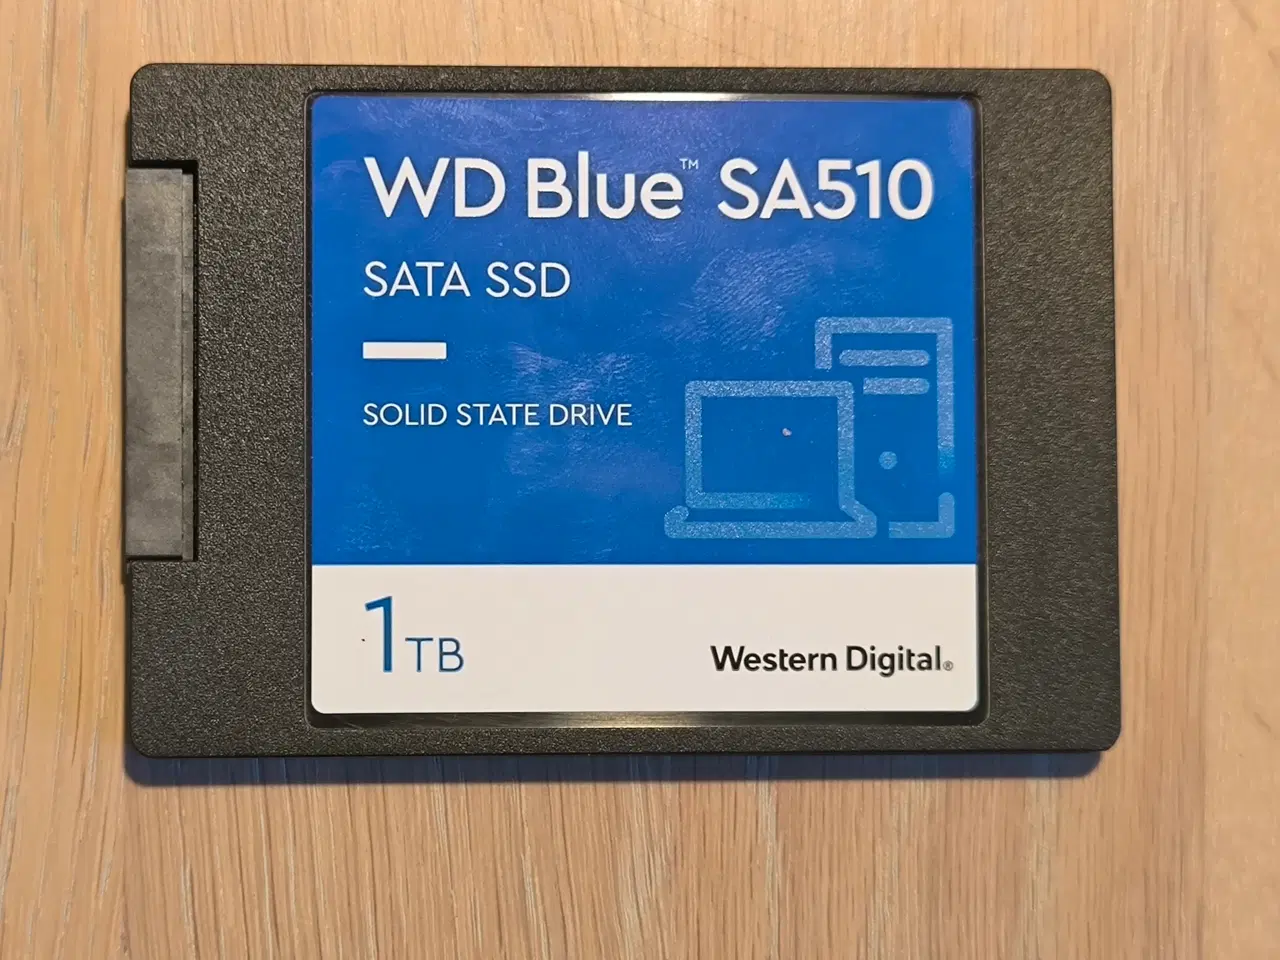 WD Blue™ SA510
SATA SSD
SOLID STATE DRIVE
1TB
Western Digital®